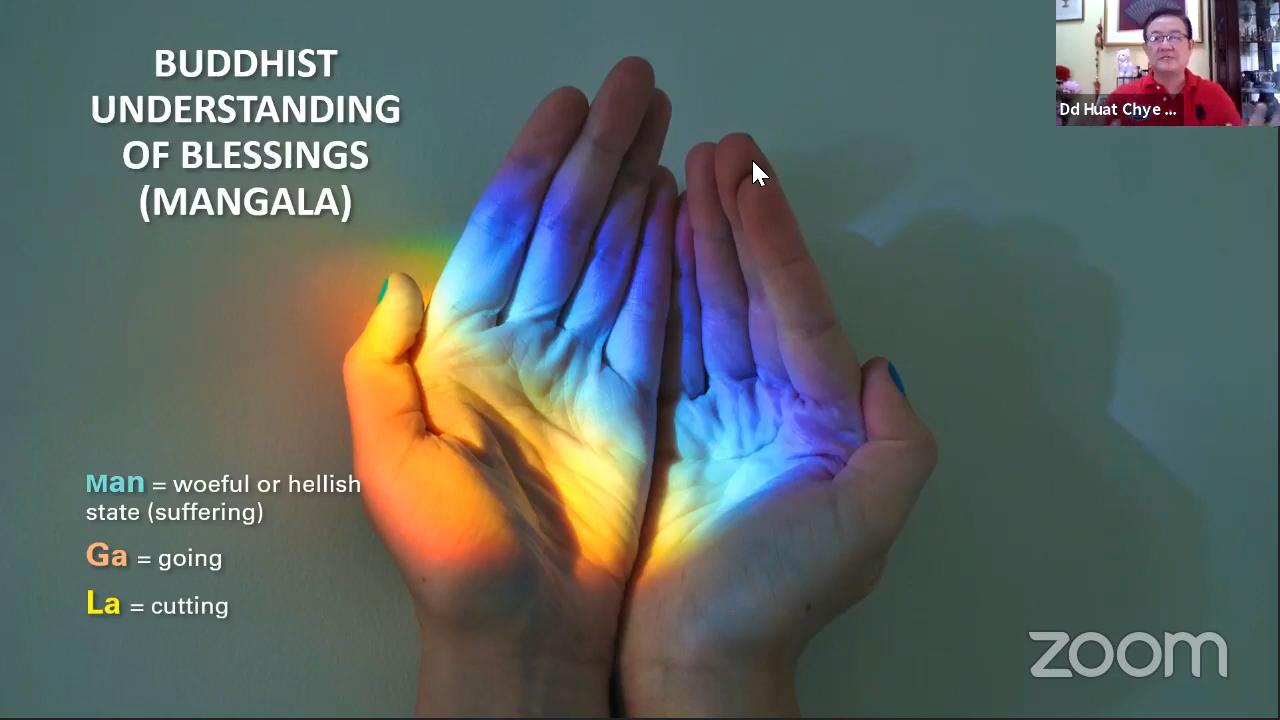 BUDDHIST
UNDERSTANDING
OF BLESSINGS
(MANGALA)
Dd Huat Chye ...
Man = woeful or hellish
state (suffering)
Ga = going
La = cutting
zoom